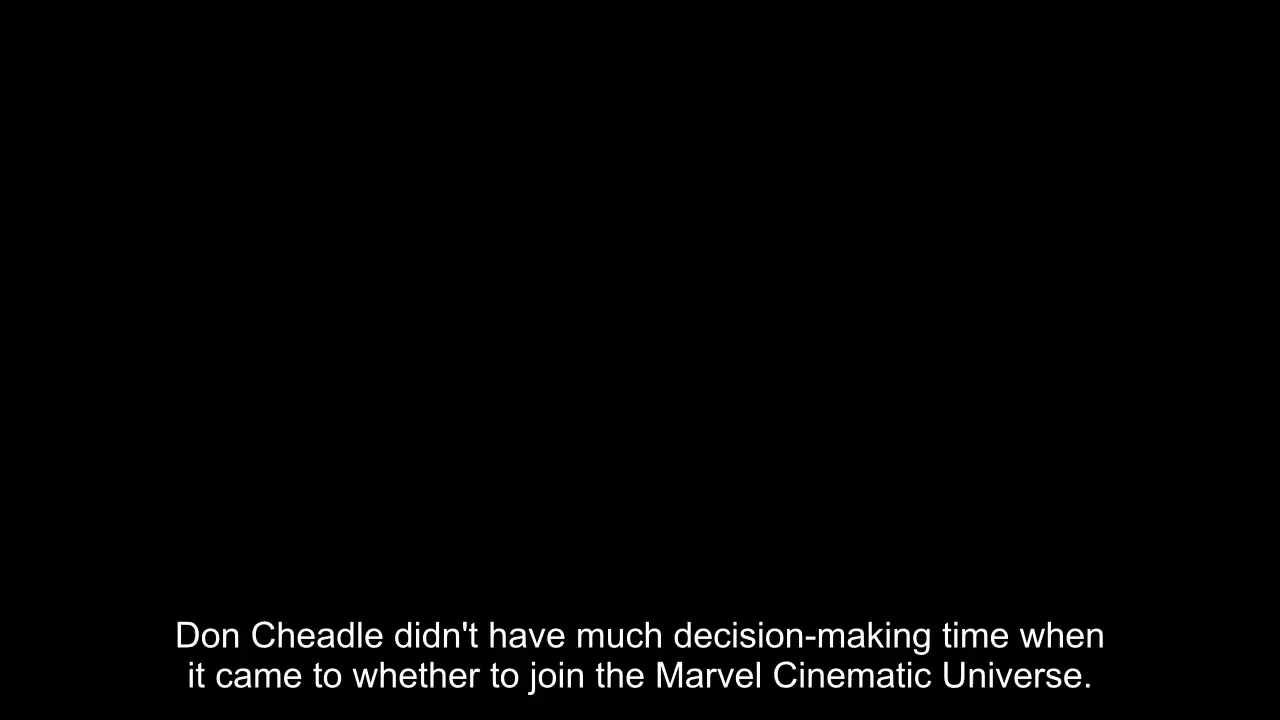 Don Cheadle didn't have much decision-making time when
it came to whether to join the Marvel Cinematic Universe.